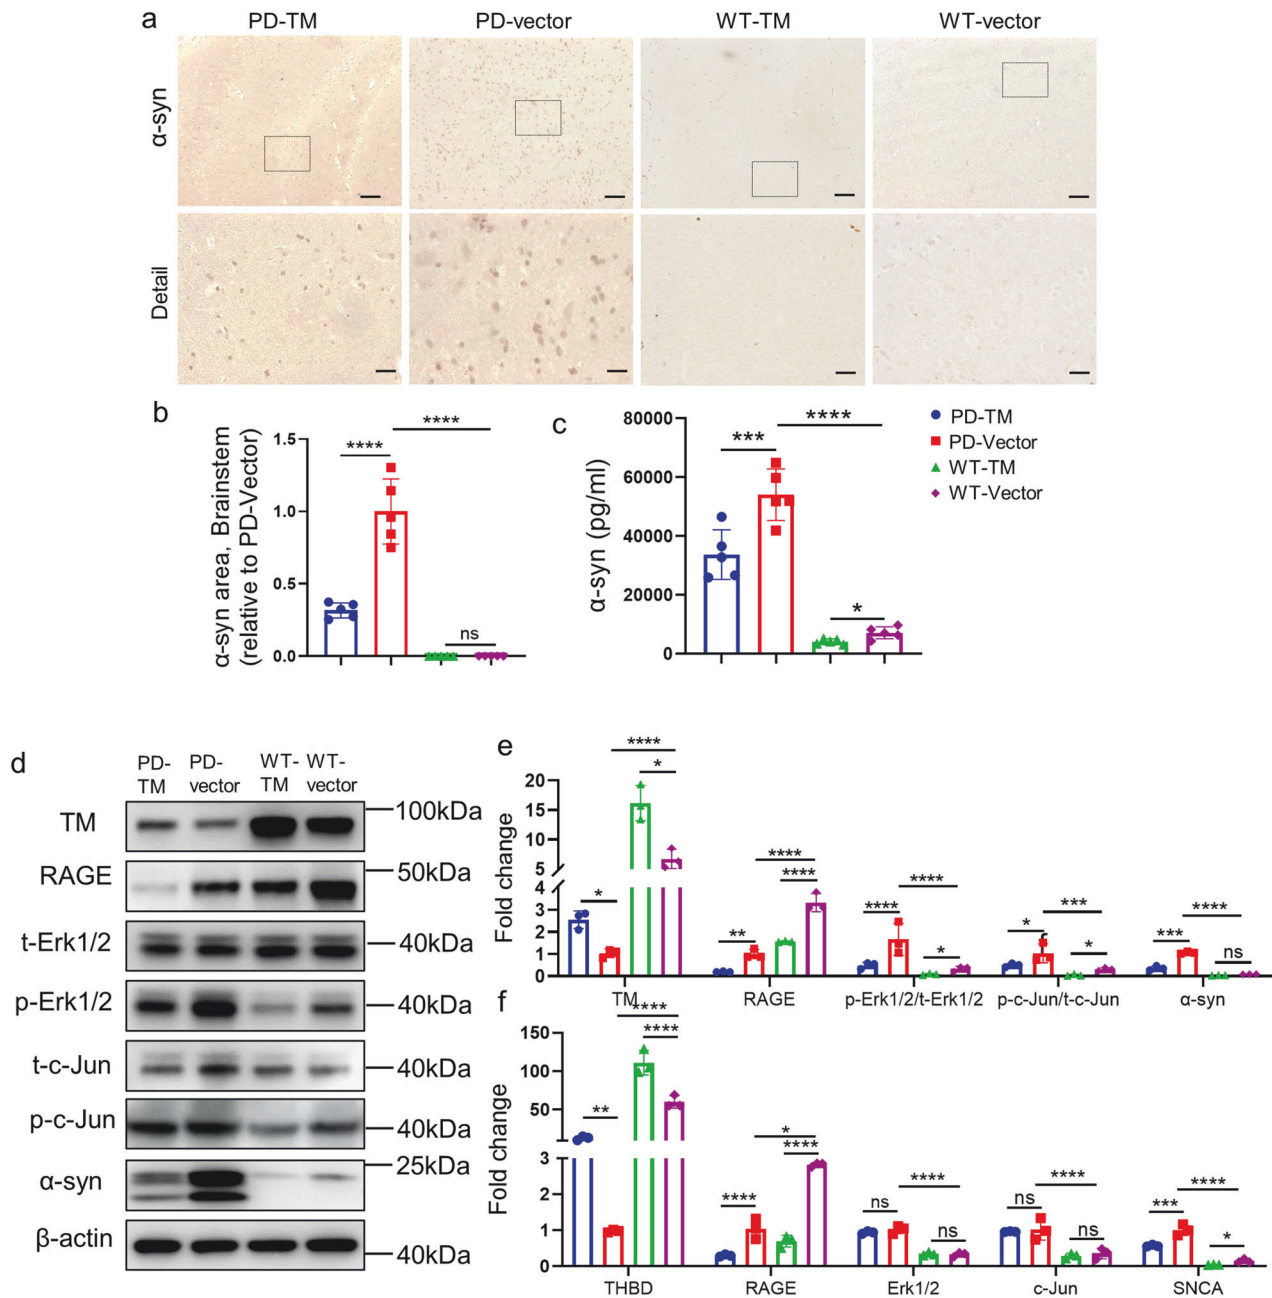 a
PD-TM PD-vector WT-TM WT-vector
α-syn
Detail
b
α-syn area, Brainstem
(relative to PD-Vector)
1.5
1.0
0.5
0.0
****
****
ns
c
α-syn (pg/ml)
80000
60000
40000
20000
0
***
****
*
PD-TM
PD-Vector
WT-TM
WT-Vector
d
PD-TM PD-vector WT-TM WT-vector
TM 100kDa
RAGE 50kDa
t-Erk1/2 40kDa
p-Erk1/2 40kDa
t-c-Jun 40kDa
p-c-Jun 40kDa
α-syn 25kDa
β-actin 40kDa
e
Fold change
20
15
10
5
4
3
2
1
0
**** * *
**** **** **
**** **** *
*** * *
**** *** ns
TM RAGE p-Erk1/2/t-Erk1/2 p-c-Jun/t-c-Jun α-syn
f
Fold change
150
100
50
3
2
1
0
**** **** **
* **** ****
ns **** ns
ns **** ns
*** **** *
THBD RAGE Erk1/2 c-Jun SNCA